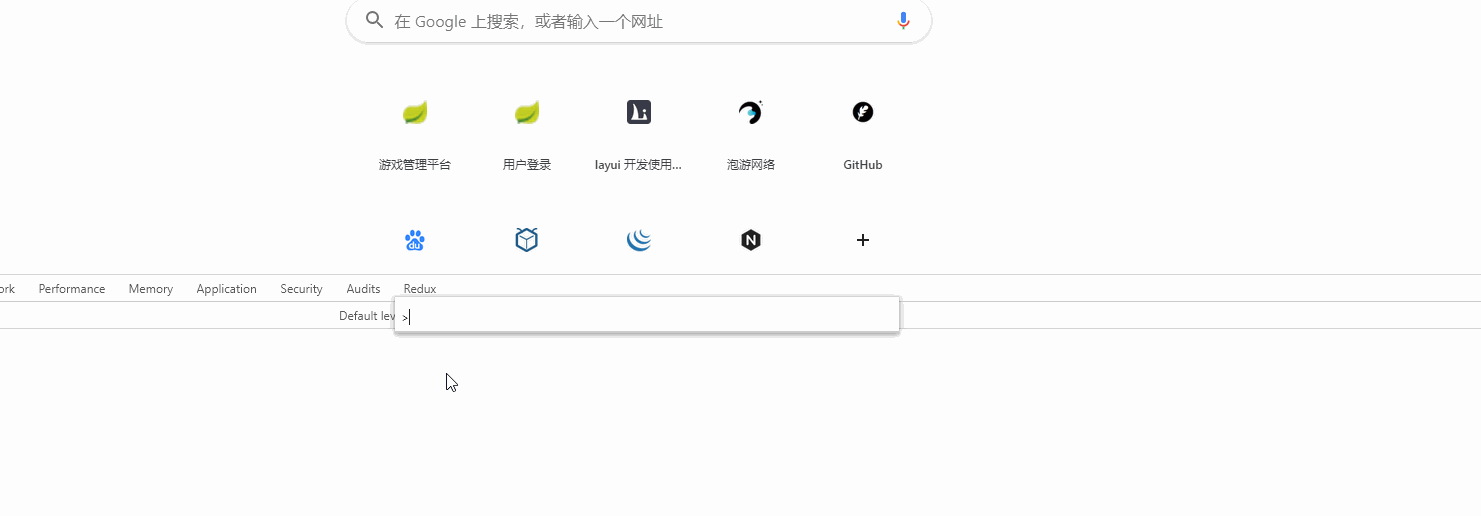 在 Google 上搜索，或者输入一个网址
游戏管理平台 用户登录 layui 开发使用... 泡游网络 GitHub
du N
ork Performance Memory Application Security Audits Redux
Default lev
>